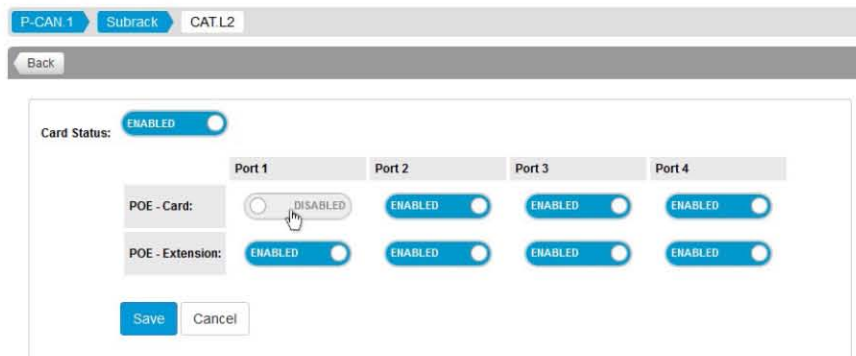 P-CAN.1 Subrack CAT.L2
Back
Card Status: ENABLED
Port 1 Port 2 Port 3 Port 4
POE - Card: DISABLED ENABLED ENABLED ENABLED
POE - Extension: ENABLED ENABLED ENABLED ENABLED
Save Cancel